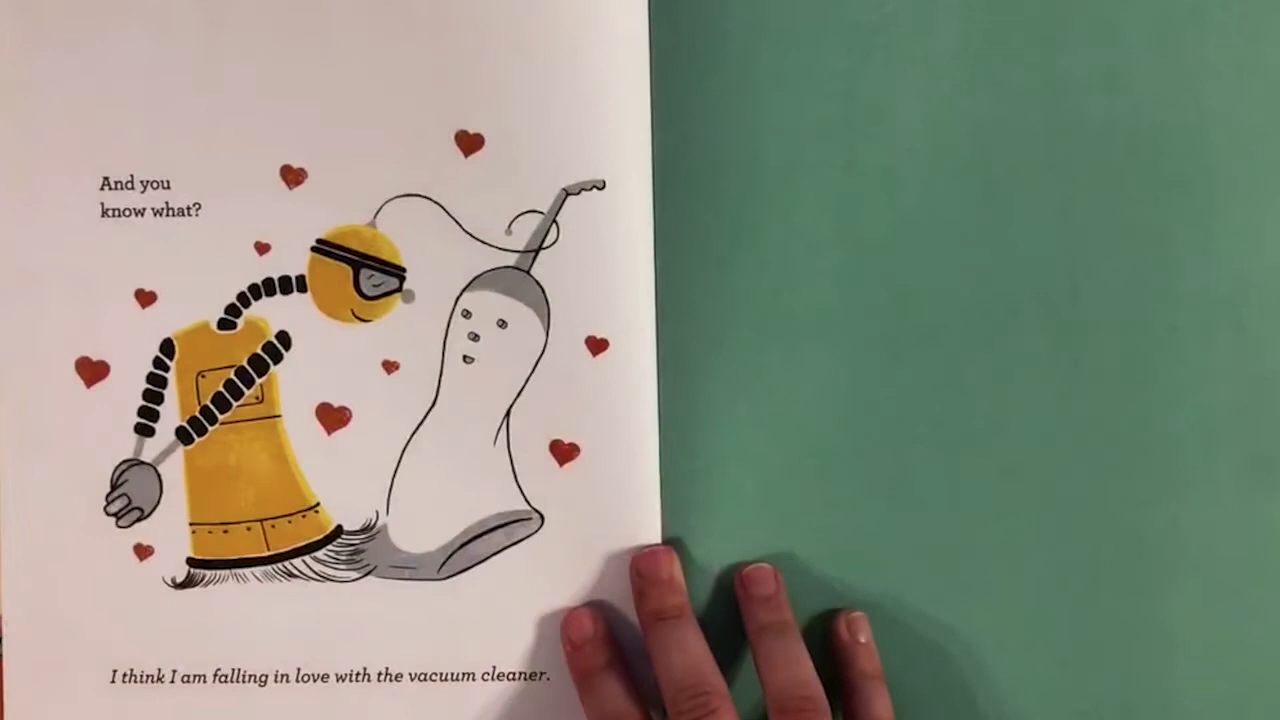 And you
know what?
I think I am falling in love with the vacuum cleaner.